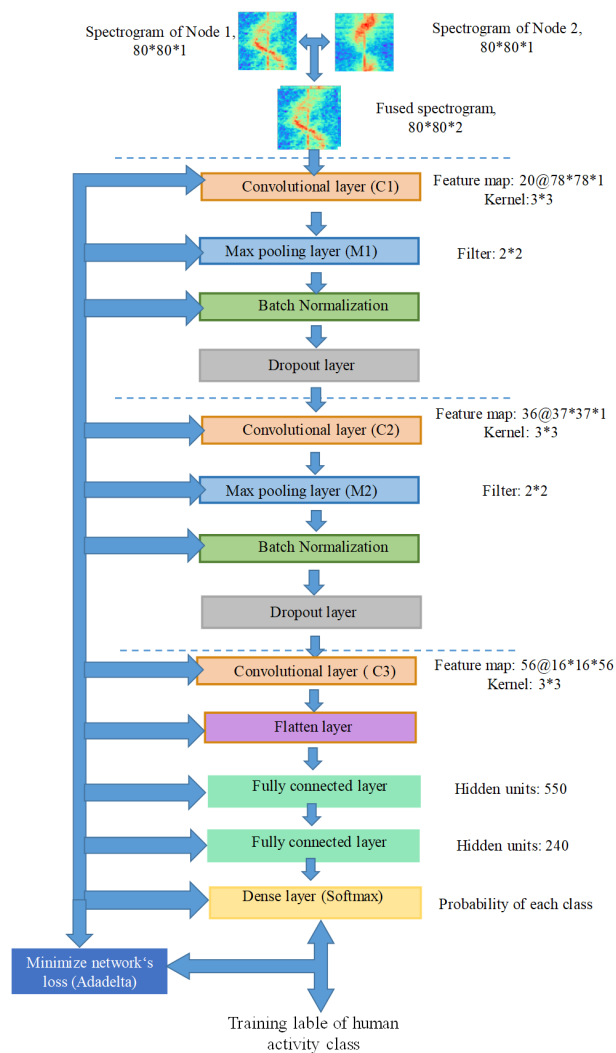 Spectrogram of Node 1,
80*80*1
Spectrogram of Node 2,
80*80*1
Fused spectrogram,
80*80*2
Convolutional layer (C1)
Feature map: 20@78*78*1
Kernel:3*3
Max pooling layer (M1)
Filter: 2*2
Batch Normalization
Dropout layer
Convolutional layer (C2)
Feature map: 36@37*37*1
Kernel: 3*3
Max pooling layer (M2)
Filter: 2*2
Batch Normalization
Dropout layer
Convolutional layer ( C3)
Feature map: 56@16*16*56
Kernel: 3*3
Flatten layer
Fully connected layer
Hidden units: 550
Fully connected layer
Hidden units: 240
Dense layer (Softmax)
Probability of each class
Minimize network‘s
loss (Adadelta)
Training lable of human
activity class